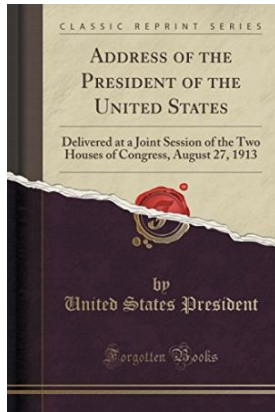 CLASSIC REPRINT SERIES
ADDRESS OF THE
PRESIDENT OF THE
UNITED STATES
Delivered at a Joint Session of the Two
Houses of Congress, August 27, 1913
by
United States President
Forgotten Books